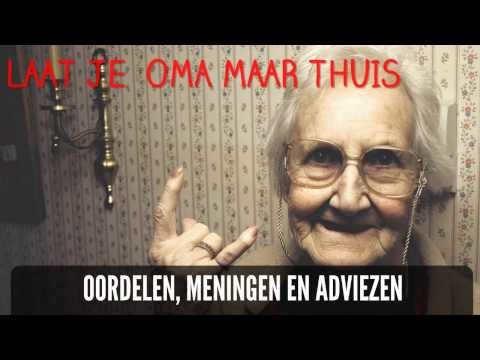 LAAT JE OMA MAAR THUIS
OORDELEN, MENINGEN EN ADVIEZEN